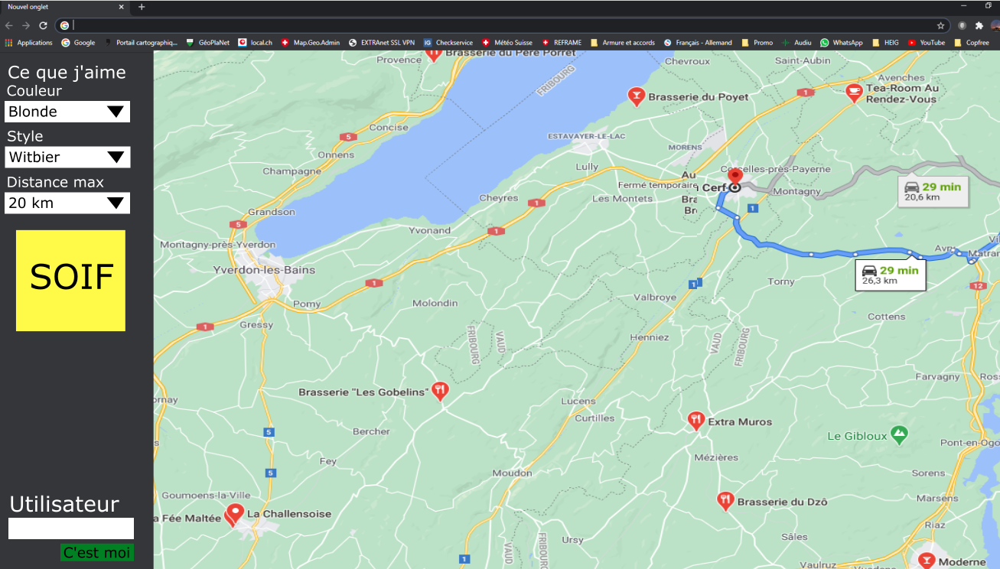 Nouvel onglet
Applications
Google
Portail cartographiq...
GéoPlaNet
local.ch
Map.Geo.Admin
EXTRAnet SSL VPN
IG
Checkservice
Météo Suisse
REFRAME
Armure et accords
Français - Allemand
Promo
Audiu
WhatsApp
HEIG
YouTube
Copfree
Ce que j'aime
Couleur
Blonde
Style
Witbier
Distance max
20 km
SOIF
Utilisateur
C'est moi
Provence
Brasserie du Père Porret
FRIBOURG
Chevroux
Saint-Aubin
Avenches
Brasserie du Poyet
1
Tea-Room Au
Rendez-Vous
Concise
5
ESTAVAYER-LE-LAC
MORENS
Onnens
Champagne
Lully
Corcelles-près-Payerne
Au
Fermé temporaire
Cerf
Bra
Br
Montagny
29 min
20,6 km
Cheyres
1
Les Montets
1
Grandson
5
Yvonand
1
Montagny-près-Yverdon
Matran
Yverdon-les-Bains
29 min
26,3 km
1
1
Torny
12
Pomy
Molondin
Valbroye
Cottens
Gressy
1
Henniez
FRIBOURG
VAUD
VAUD
FRIBOURG
Farvagny
Brasserie "Les Gobelins"
Lucens
Curtilles
Extra Muros
5
Bercher
Le Gibloux
Pont-en-Ogo
Mézières
Fey
5
Moudon
Sorens
Goumoens-la-Ville
Brasserie du Dzô
Marsens
a Fée Maltée
La Challensoise
Riaz
Ursy
Sâles
VAUD
FRIBOURG
1
Vaulruz
Moderne